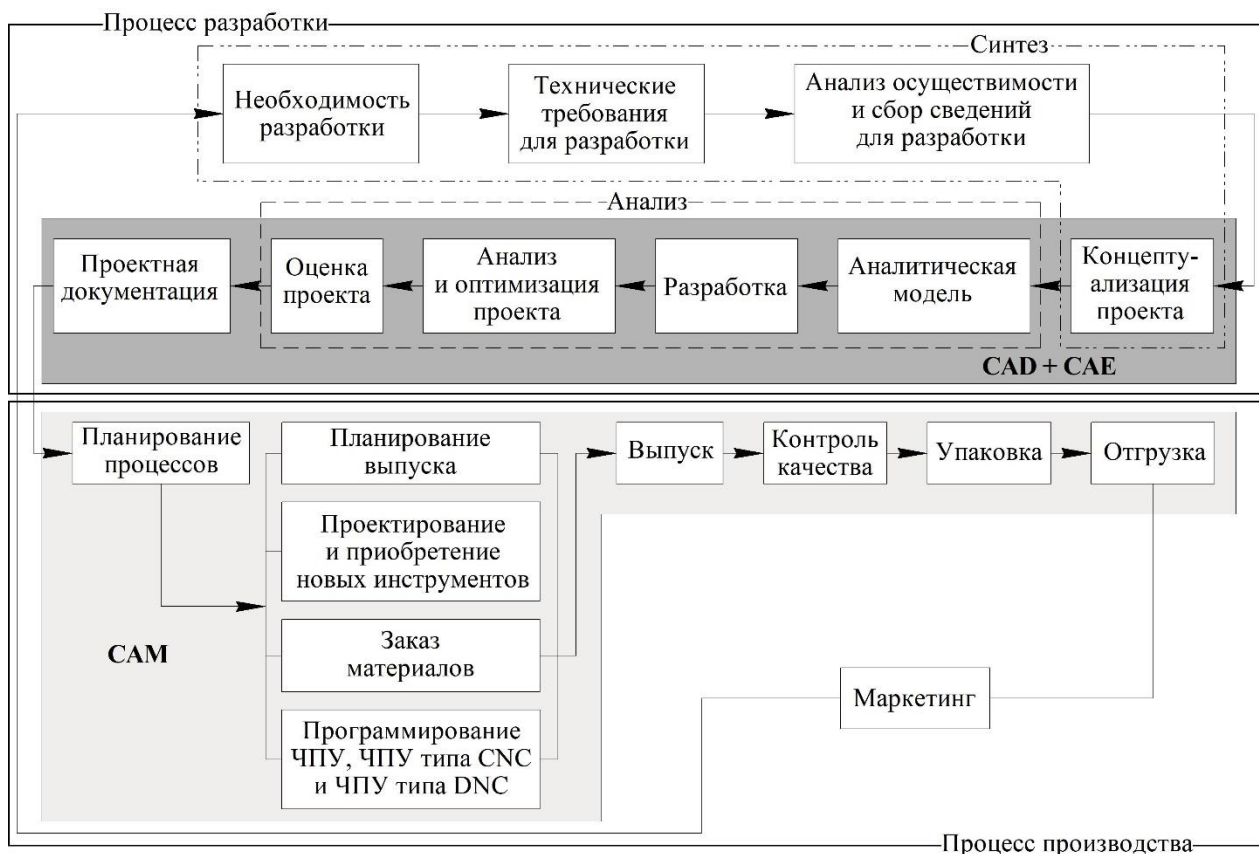 Процесс разработки
Синтез
Необходимость
разработки
Технические
требования
для разработки
Анализ осуществимости
и сбор сведений
для разработки
Анализ
Проектная
документация
Оценка
проекта
Анализ
и оптимизация
проекта
Разработка
Аналитическая
модель
Концепту-
ализация
проекта
CAD + CAE
Планирование
процессов
Планирование
выпуска
Выпуск
Контроль
качества
Упаковка
Отгрузка
Проектирование
и приобретение
новых инструментов
CAM
Заказ
материалов
Маркетинг
Программирование
ЧПУ, ЧПУ типа CNC
и ЧПУ типа DNC
Процесс производства